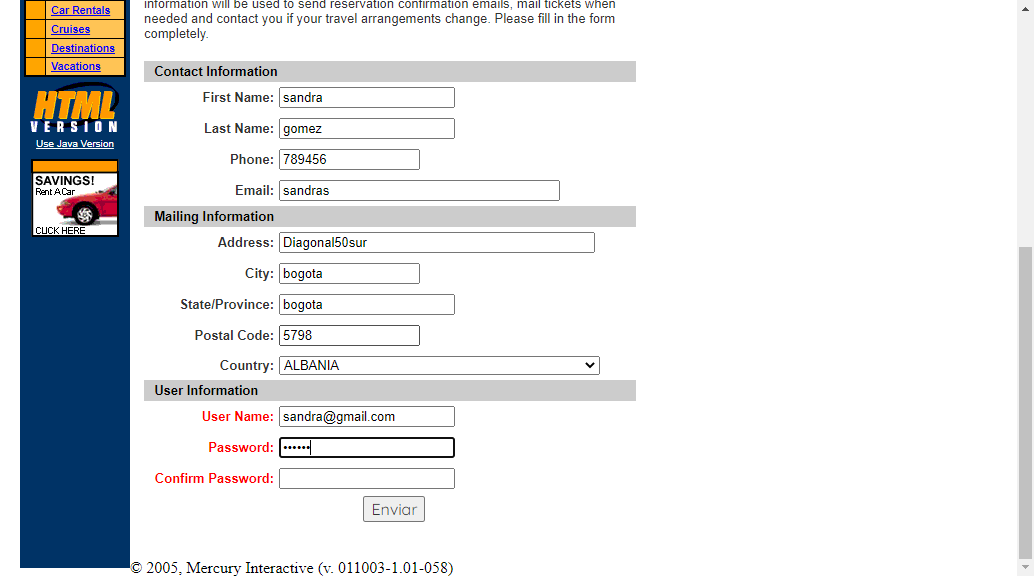 Car Rentals
Cruises
Destinations
Vacations
HTML
VERSION
Use Java Version
SAVINGS!
Rent A Car
CLICK HERE
information will be used to send reservation confirmation emails, mail tickets when
needed and contact you if your travel arrangements change. Please fill in the form
completely.
Contact Information
First Name: sandra
Last Name: gomez
Phone: 789456
Email: sandras
Mailing Information
Address: Diagonal50sur
City: bogota
State/Province: bogota
Postal Code: 5798
Country: ALBANIA
User Information
User Name: sandra@gmail.com
Password: ••••••
Confirm Password:
Enviar
© 2005, Mercury Interactive (v. 011003-1.01-058)